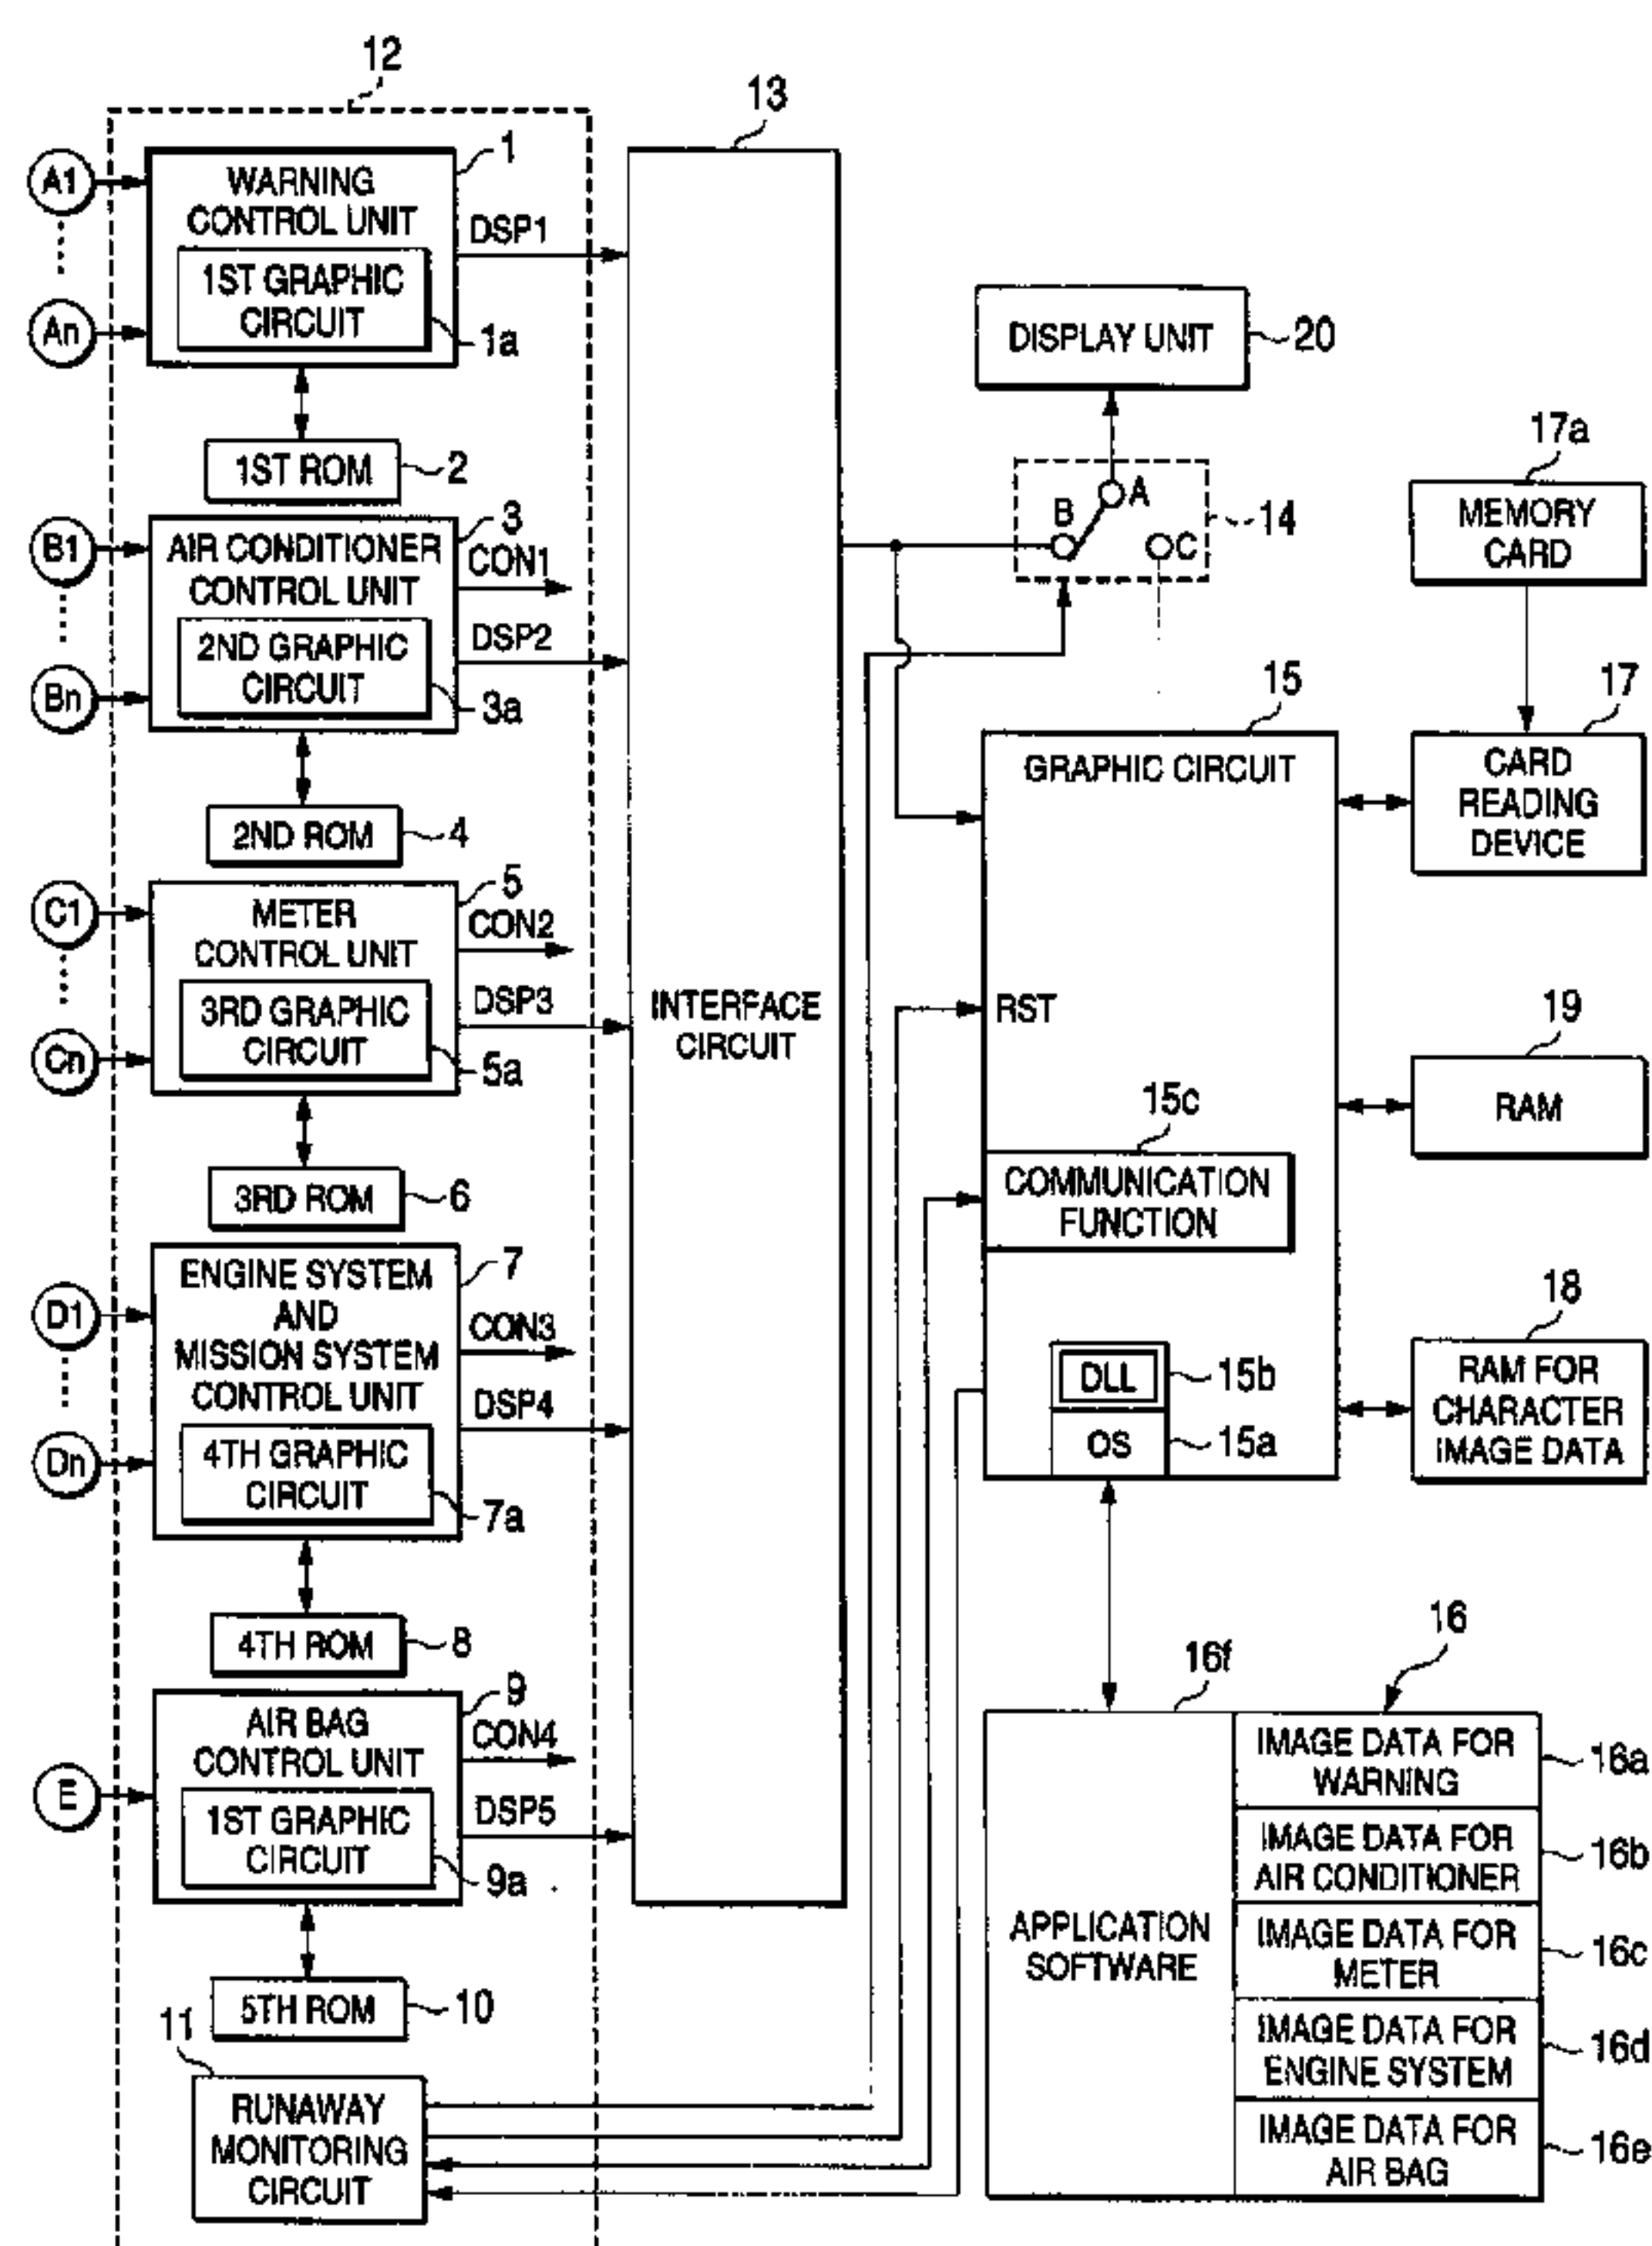 12
13
A1
An
WARNING
CONTROL UNIT
1ST GRAPHIC
CIRCUIT
1
1a
DSP1
1ST ROM
2
B1
Bn
AIR CONDITIONER
CONTROL UNIT
2ND GRAPHIC
CIRCUIT
3
CON1
DSP2
3a
2ND ROM
4
C1
Cn
METER
CONTROL UNIT
3RD GRAPHIC
CIRCUIT
5
CON2
DSP3
5a
3RD ROM
6
D1
Dn
ENGINE SYSTEM
AND
MISSION SYSTEM
CONTROL UNIT
4TH GRAPHIC
CIRCUIT
7
CON3
DSP4
7a
4TH ROM
8
E
AIR BAG
CONTROL UNIT
1ST GRAPHIC
CIRCUIT
9
CON4
DSP5
9a
5TH ROM
10
11
RUNAWAY
MONITORING
CIRCUIT
INTERFACE
CIRCUIT
DISPLAY UNIT
20
A
B
C
14
17a
MEMORY
CARD
15
GRAPHIC CIRCUIT
RST
15c
COMMUNICATION
FUNCTION
DLL
15b
OS
15a
17
CARD
READING
DEVICE
19
RAM
18
RAM FOR
CHARACTER
IMAGE DATA
16f
16
APPLICATION
SOFTWARE
IMAGE DATA FOR
WARNING
16a
IMAGE DATA FOR
AIR CONDITIONER
16b
IMAGE DATA FOR
METER
16c
IMAGE DATA FOR
ENGINE SYSTEM
16d
IMAGE DATA FOR
AIR BAG
16e